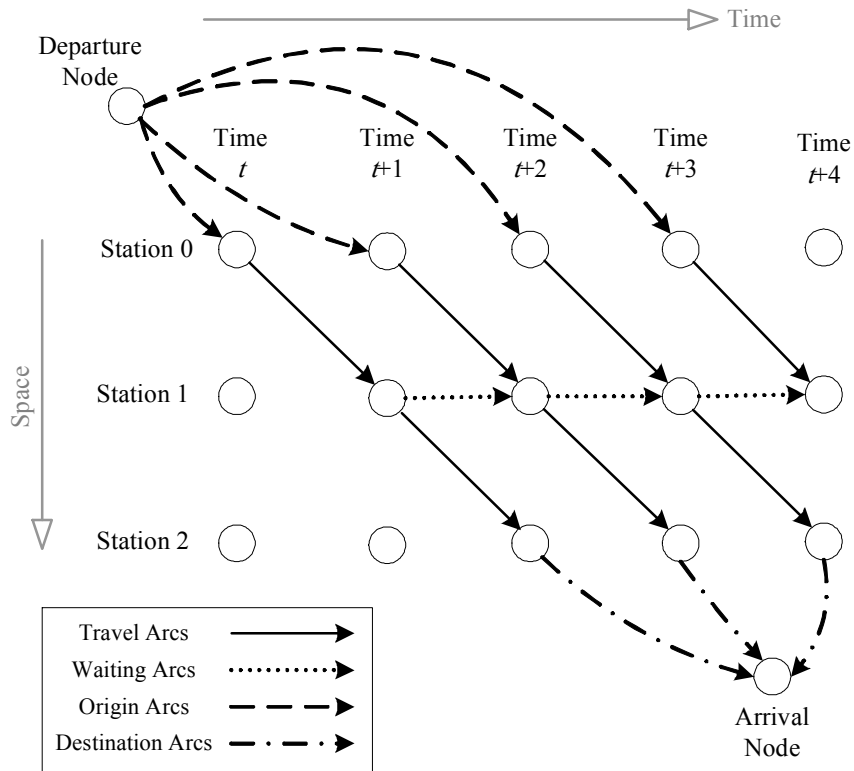 Time
Departure
Node
Time
t
Time
t+1
Time
t+2
Time
t+3
Time
t+4
Station 0
Space
Station 1
Station 2
Travel Arcs
Waiting Arcs
Origin Arcs
Destination Arcs
Arrival
Node